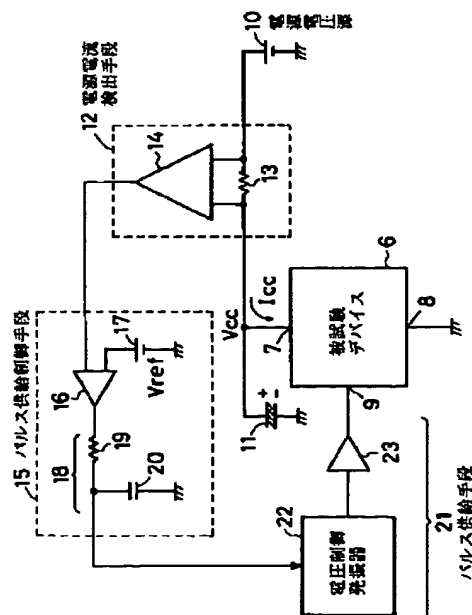 15 パルス供給制御手段
18
19
16
20
17
Vref
12 電源電流
検出手段
14
13
10
電源電圧源
Vcc
Icc
11
+
-
7
6
被試験
デバイス
8
9
23
22
電圧制御
発振器
21
パルス供給手段